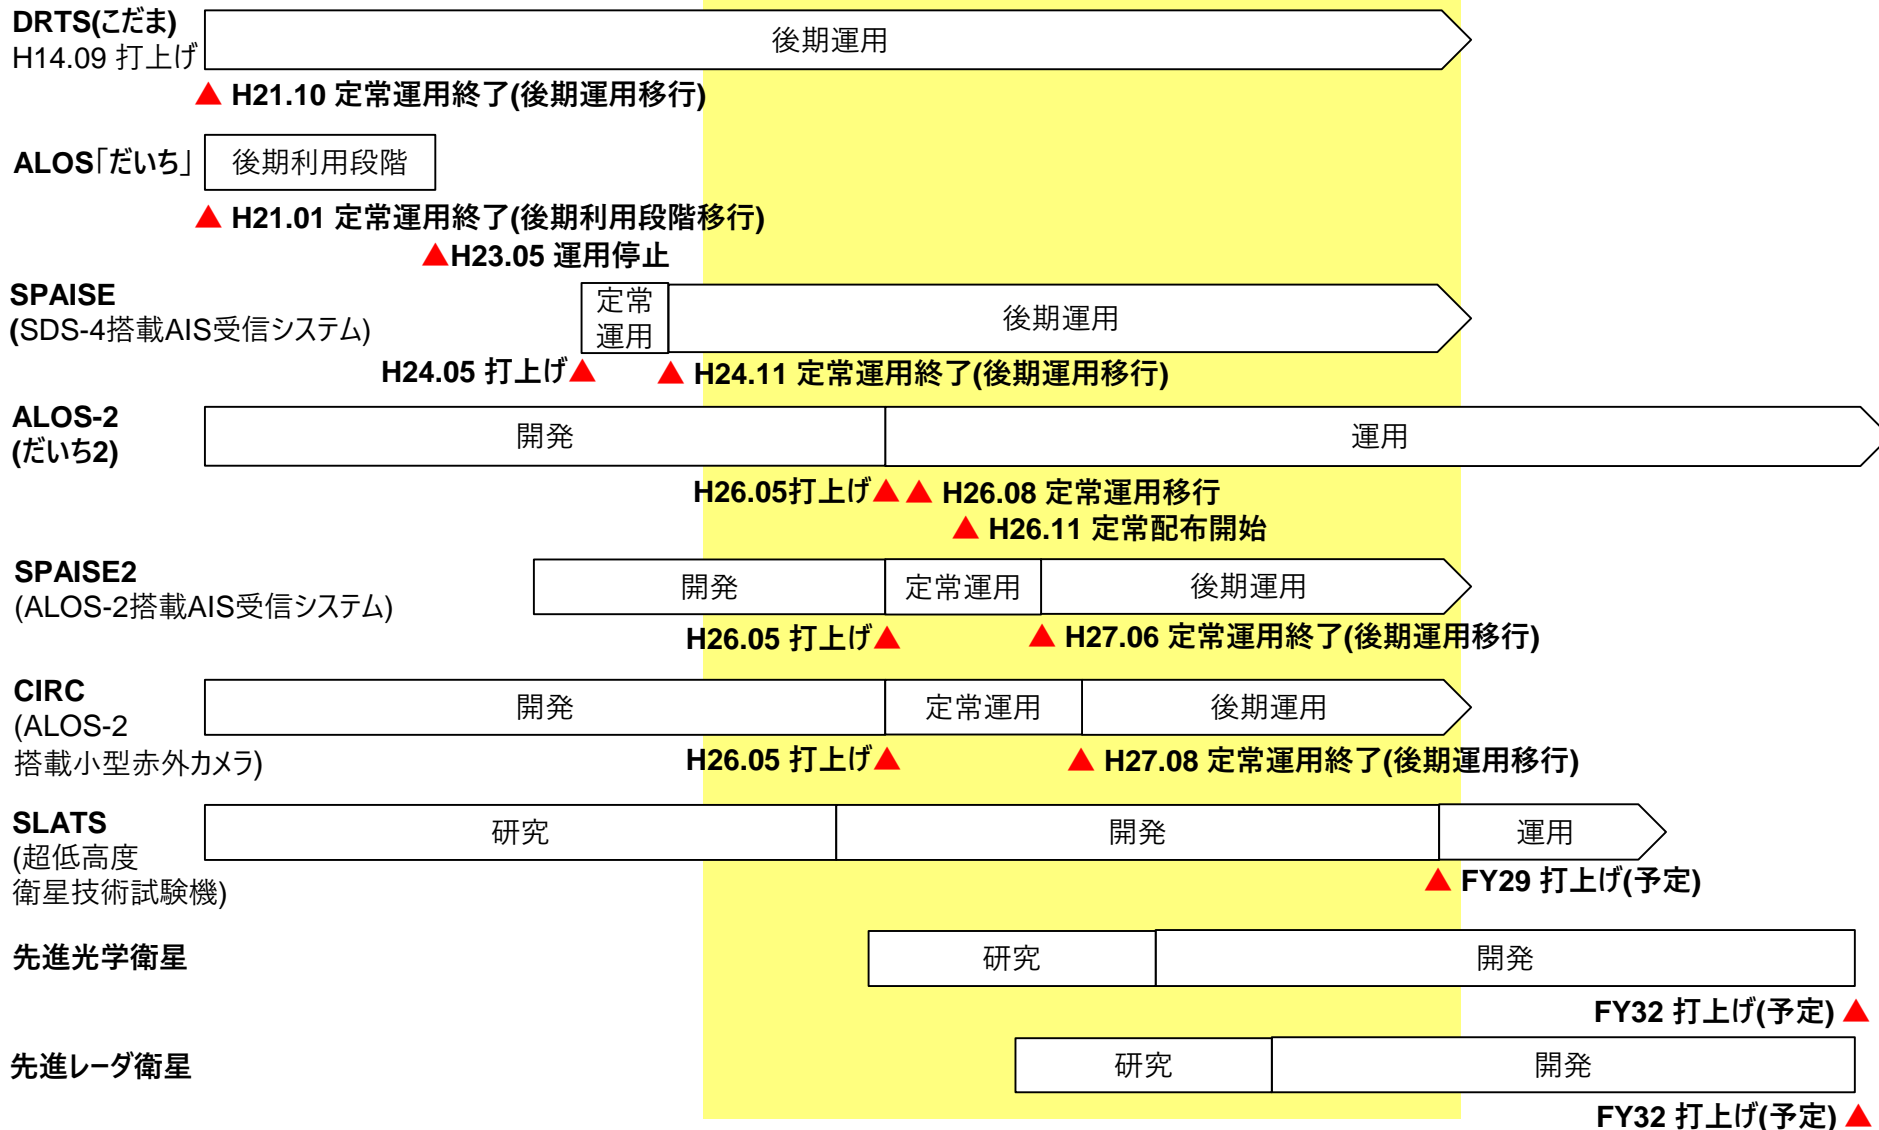 DRTS(こだま)
H14.09 打上げ
後期運用
▲ H21.10 定常運用終了(後期運用移行)
ALOS「だいち」
後期利用段階
▲ H21.01 定常運用終了(後期利用段階移行)
▲H23.05 運用停止
SPAISE
(SDS-4搭載AIS受信システム)
定常
運用
後期運用
H24.05 打上げ▲
▲ H24.11 定常運用終了(後期運用移行)
ALOS-2
(だいち2)
開発
運用
H26.05打上げ▲
▲ H26.08 定常運用移行
▲ H26.11 定常配布開始
SPAISE2
(ALOS-2搭載AIS受信システム)
開発
定常運用
後期運用
H26.05 打上げ▲
▲ H27.06 定常運用終了(後期運用移行)
CIRC
(ALOS-2
搭載小型赤外カメラ)
開発
定常運用
後期運用
H26.05 打上げ▲
▲ H27.08 定常運用終了(後期運用移行)
SLATS
(超低高度
衛星技術試験機)
研究
開発
運用
▲ FY29 打上げ(予定)
先進光学衛星
研究
開発
FY32 打上げ(予定) ▲
先進レーダ衛星
研究
開発
FY32 打上げ(予定) ▲